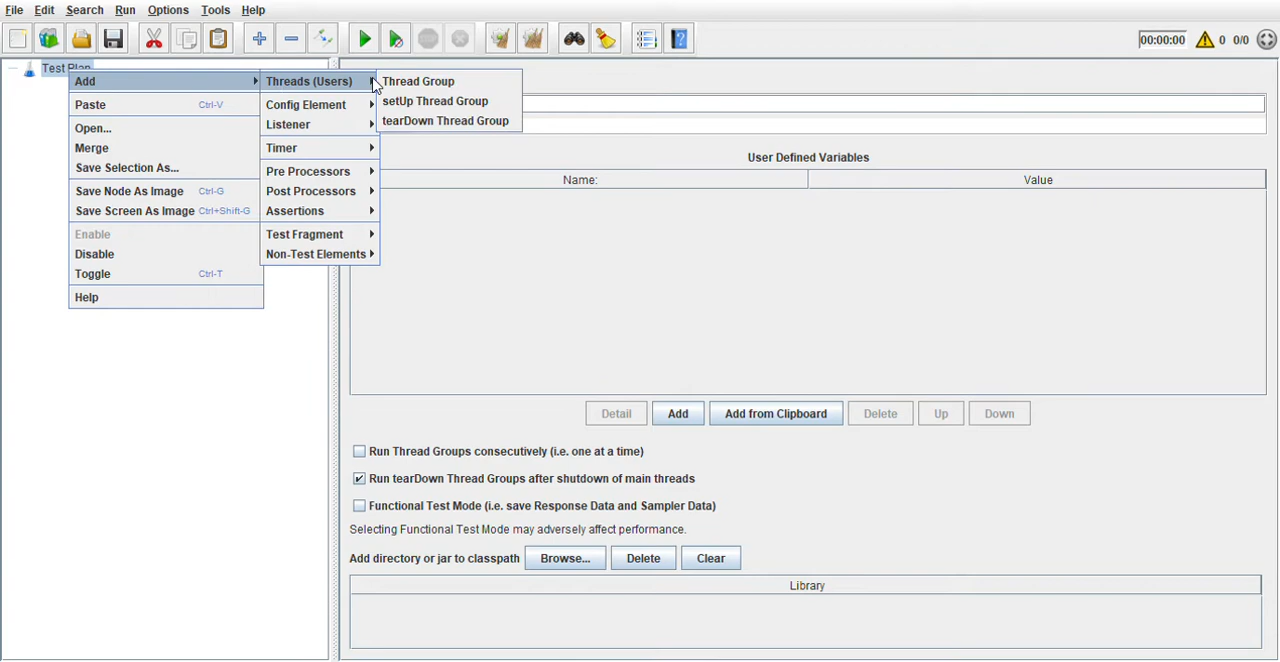 File Edit Search Run Options Tools Help
00:00:00 0 0/0
Test Plan
Add
Paste Ctrl-V
Open...
Merge
Save Selection As...
Save Node As Image Ctrl-G
Save Screen As Image Ctrl+Shift-G
Enable
Disable
Toggle Ctrl-T
Help
Threads (Users)
Config Element
Listener
Timer
Pre Processors
Post Processors
Assertions
Test Fragment
Non-Test Elements
Thread Group
setUp Thread Group
tearDown Thread Group
User Defined Variables
Name: Value
Detail Add Add from Clipboard Delete Up Down
Run Thread Groups consecutively (i.e. one at a time)
Run tearDown Thread Groups after shutdown of main threads
Functional Test Mode (i.e. save Response Data and Sampler Data)
Selecting Functional Test Mode may adversely affect performance.
Add directory or jar to classpath Browse... Delete Clear
Library